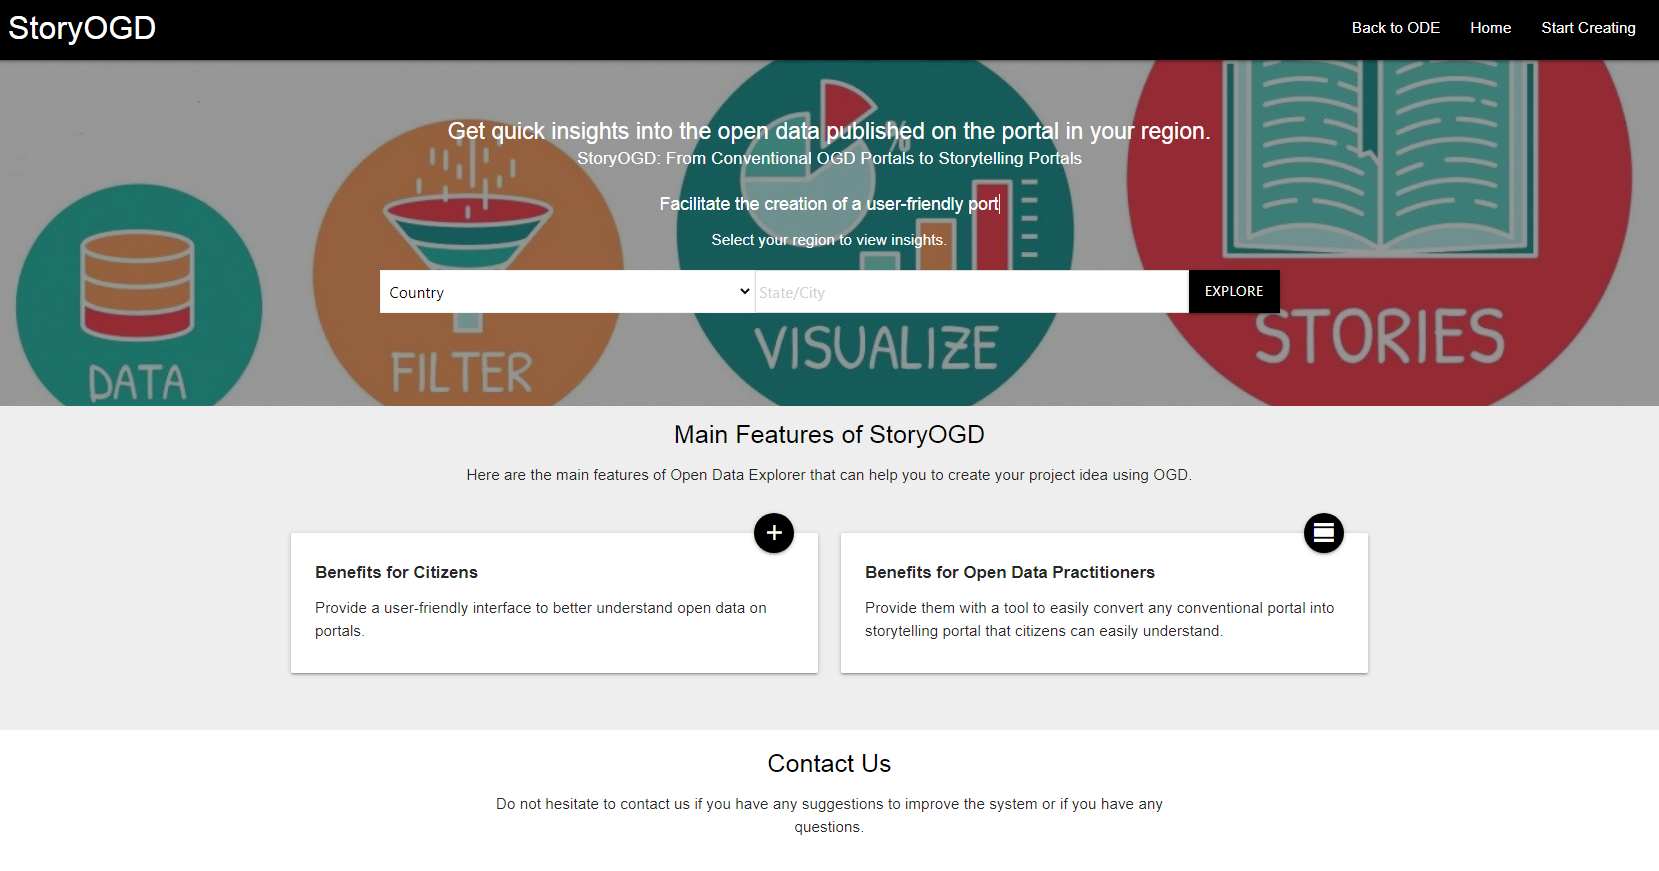 StoryOGD
Back to ODE Home Start Creating
Get quick insights into the open data published on the portal in your region.
StoryOGD: From Conventional OGD Portals to Storytelling Portals
Facilitate the creation of a user-friendly port
Select your region to view insights.
Country State/City EXPLORE
DATA
FILTER
%
VISUALIZE
STORIES
Main Features of StoryOGD
Here are the main features of Open Data Explorer that can help you to create your project idea using OGD.
Benefits for Citizens
Provide a user-friendly interface to better understand open data on
portals.
Benefits for Open Data Practitioners
Provide them with a tool to easily convert any conventional portal into
storytelling portal that citizens can easily understand.
Contact Us
Do not hesitate to contact us if you have any suggestions to improve the system or if you have any
questions.